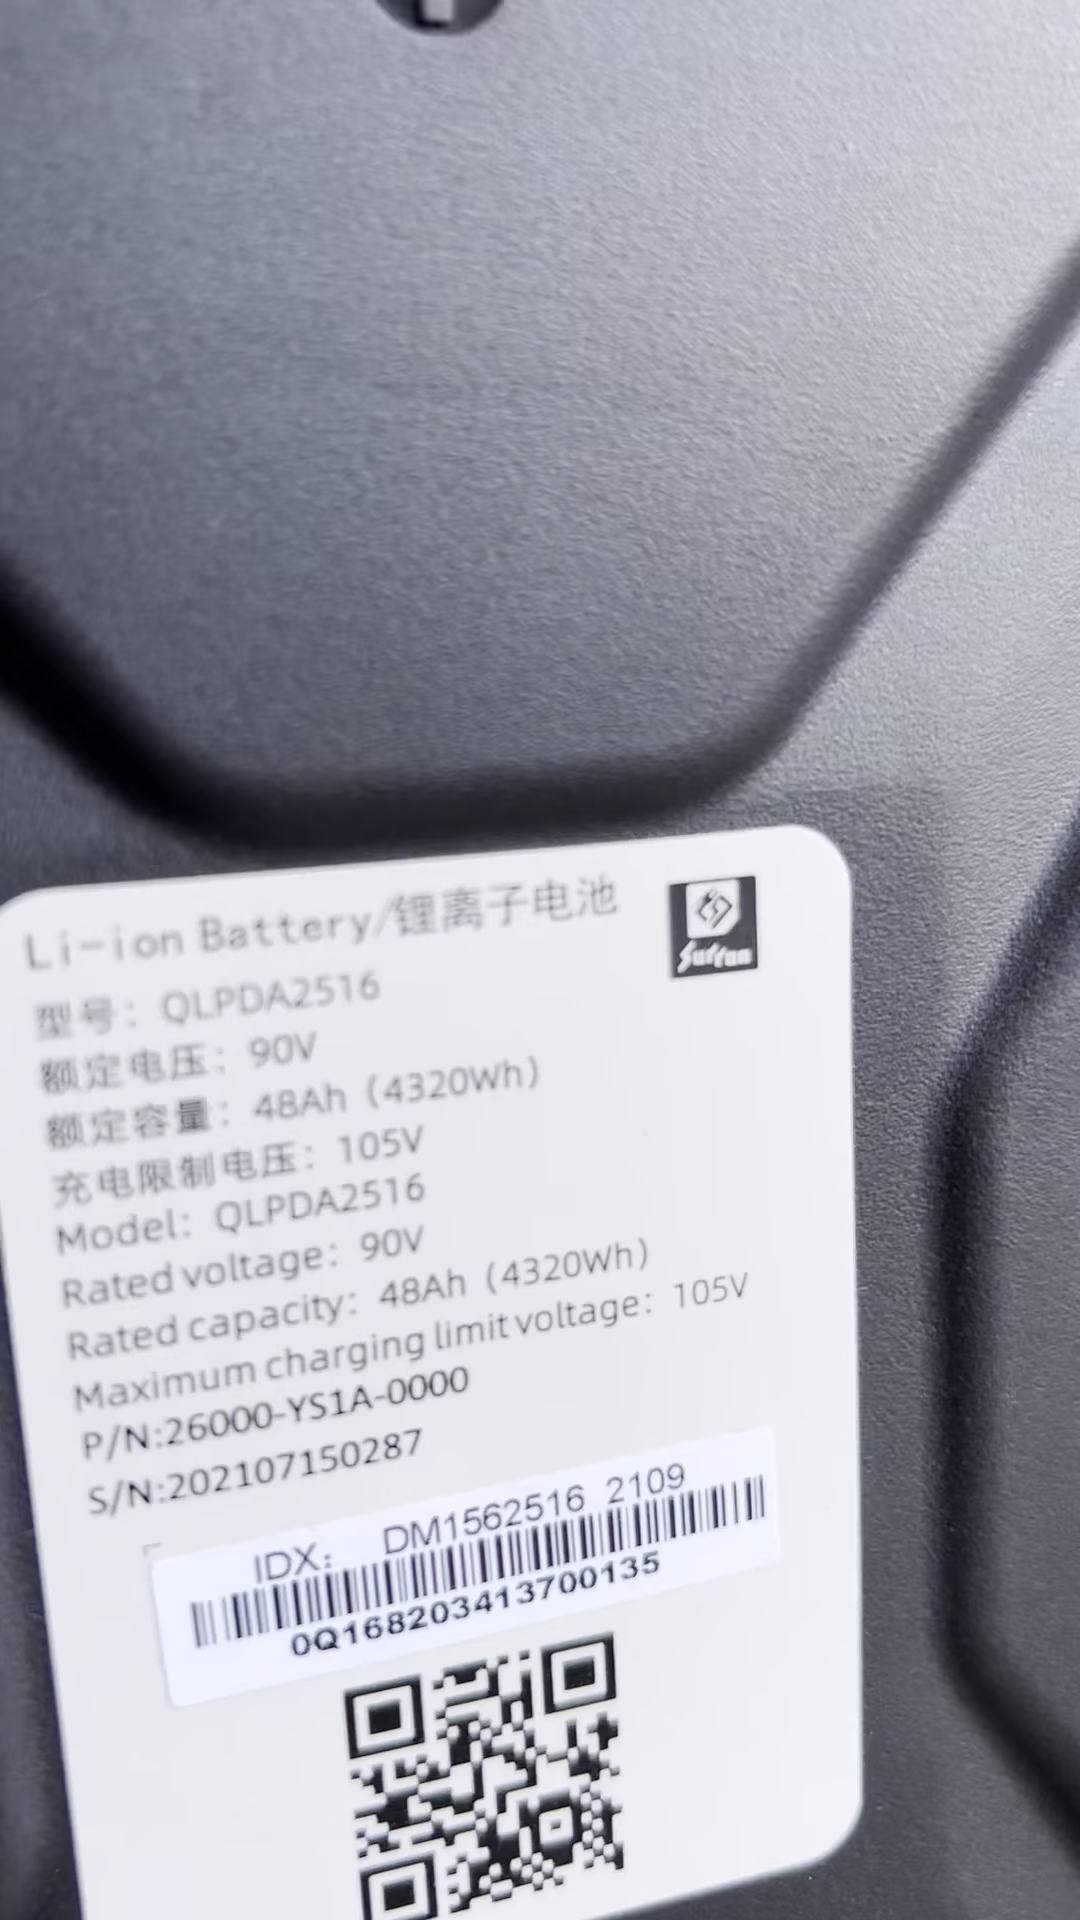 Li-ion Battery/锂离子电池
Surron
型号：QLPDA2516
额定电压：90V
额定容量：48Ah（4320Wh）
充电限制电压：105V
Model：QLPDA2516
Rated voltage：90V
Rated capacity：48Ah（4320Wh）
Maximum charging limit voltage：105V
P/N:26000-YS1A-0000
S/N:202107150287
IDX: DM1562516 2109
0Q168203413700135